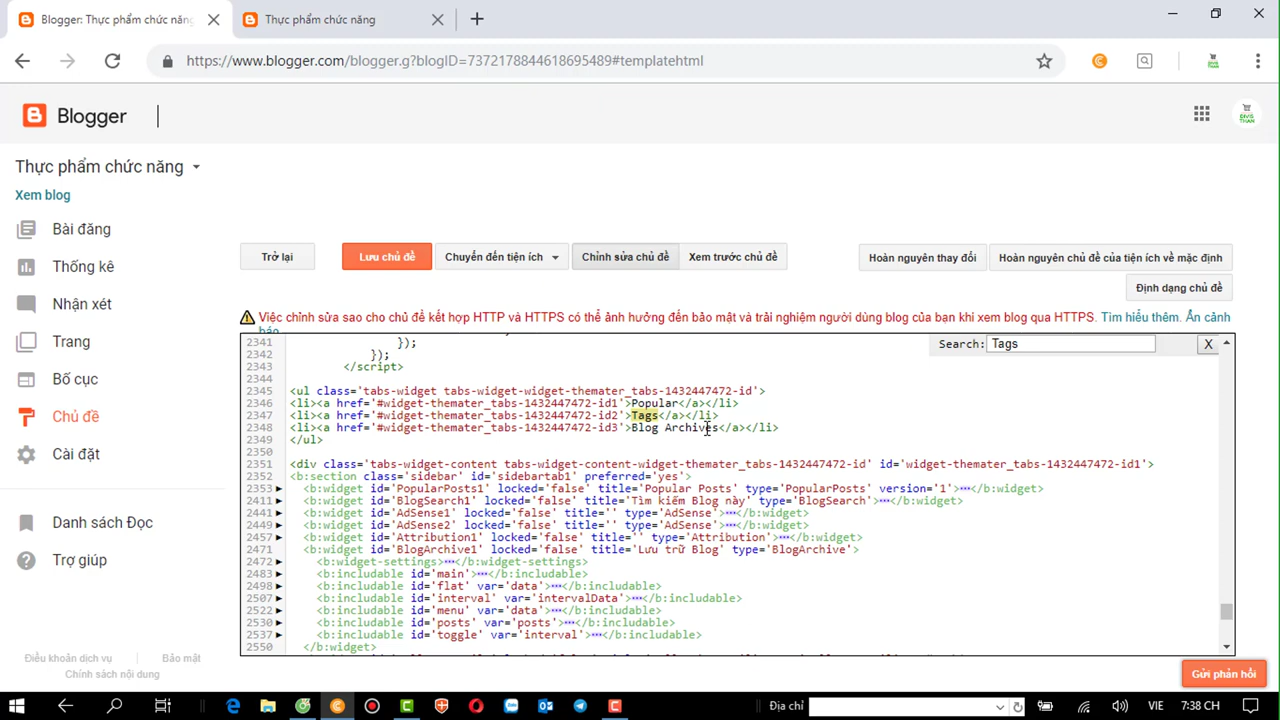 Blogger: Thực phẩm chức năng
Thực phẩm chức năng
https://www.blogger.com/blogger.g?blogID=7372178844618695489#templatehtml
Blogger
Thực phẩm chức năng
Xem blog
Bài đăng
Thống kê
Nhận xét
Trang
Bố cục
Chủ đề
Cài đặt
Danh sách Đọc
Trợ giúp
Điều khoản dịch vụ
Bảo mật
Chính sách nội dung
Trở lại
Lưu chủ đề
Chuyển đến tiện ích
Chỉnh sửa chủ đề
Xem trước chủ đề
Hoàn nguyên thay đổi
Hoàn nguyên chủ đề của tiện ích về mặc định
Định dạng chủ đề
Việc chỉnh sửa sao cho chủ đề kết hợp HTTP và HTTPS có thể ảnh hưởng đến bảo mật và trải nghiệm người dùng blog của bạn khi xem blog qua HTTPS. Tìm hiểu thêm. Ẩn cảnh
báo.
Search: Tags X
2341 });
2342 });
2343 </script>
2344
2345 <ul class='tabs-widget tabs-widget-widget-themater_tabs-1432447472-id'>
2346 <li><a href='#widget-themater_tabs-1432447472-id1'>Popular</a></li>
2347 <li><a href='#widget-themater_tabs-1432447472-id2'>Tags</a></li>
2348 <li><a href='#widget-themater_tabs-1432447472-id3'>Blog Archives</a></li>
2349 </ul>
2350
2351 <div class='tabs-widget-content tabs-widget-content-widget-themater_tabs-1432447472-id' id='widget-themater_tabs-1432447472-id1'>
2352 <b:section class='sidebar' id='sidebartab1' preferred='yes'>
2353 <b:widget id='PopularPosts1' locked='false' title='Popular Posts' type='PopularPosts' version='1'>⋯</b:widget>
2401 <b:widget id='BlogSearch1' locked='false' title='Tìm kiếm Blog này' type='BlogSearch'>⋯</b:widget>
2441 <b:widget id='AdSense1' locked='false' title='' type='AdSense'>⋯</b:widget>
2449 <b:widget id='AdSense2' locked='false' title='' type='AdSense'>⋯</b:widget>
2457 <b:widget id='Attribution1' locked='false' title='' type='Attribution'>⋯</b:widget>
2471 <b:widget id='BlogArchive1' locked='false' title='Lưu trữ Blog' type='BlogArchive'>
2472 <b:widget-settings>⋯</b:widget-settings>
2483 <b:includable id='main'>⋯</b:includable>
2498 <b:includable id='flat' var='data'>⋯</b:includable>
2507 <b:includable id='interval' var='intervalData'>⋯</b:includable>
2522 <b:includable id='menu' var='data'>⋯</b:includable>
2529 <b:includable id='posts' var='posts'>⋯</b:includable>
2537 <b:includable id='toggle' var='interval'>⋯</b:includable>
2550 </b:widget>
Gửi phản hồi
Địa chỉ
VIE
7:38 CH